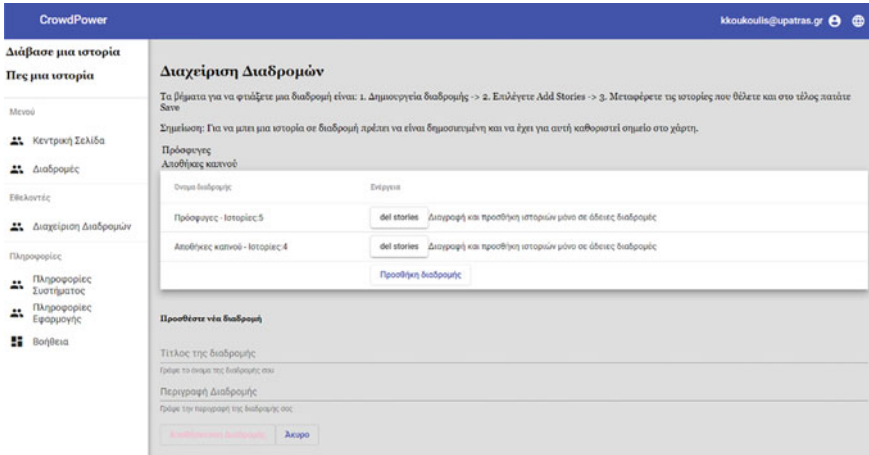 CrowdPower
kkoukoulis@upatras.gr
Διάβασε μια ιστορία
Πες μια ιστορία
Μενού
Κεντρική Σελίδα
Διαδρομές
Εθελοντές
Διαχείριση Διαδρομών
Πληροφορίες
Πληροφορίες
Συστήματος
Πληροφορίες
Εφαρμογής
Βοήθεια
Διαχείριση Διαδρομών
Τα βήματα για να φτιάξετε μια διαδρομή είναι: 1. Δημιουργεία διαδρομής -> 2. Επιλέγετε Add Stories -> 3. Μεταφέρετε τις ιστορίες που θέλετε και στο τέλος πατάτε
Save
Σημείωση: Για να μπει μια ιστορία σε διαδρομή πρέπει να είναι δημοσιευμένη και να έχει για αυτή καθοριστεί σημείο στο χάρτη.
Πρόσφυγες
Αποθήκες καπνού
Όνομα διαδρομής Ενέργεια
Πρόσφυγες - Ιστορίες:5 del stories Διαγραφή και προσθήκη ιστοριών μόνο σε άδειες διαδρομές
Αποθήκες καπνού - Ιστορίες:4 del stories Διαγραφή και προσθήκη ιστοριών μόνο σε άδειες διαδρομές
Προσθήκη διαδρομής
Προσθέστε νέα διαδρομή
Τίτλος της διαδρομής
Γράψε το όνομα της διαδρομής σου
Περιγραφή Διαδρομής
Γράψε την περιγραφή της διαδρομής σας
Αποθήκευση Διαδρομής Άκυρο